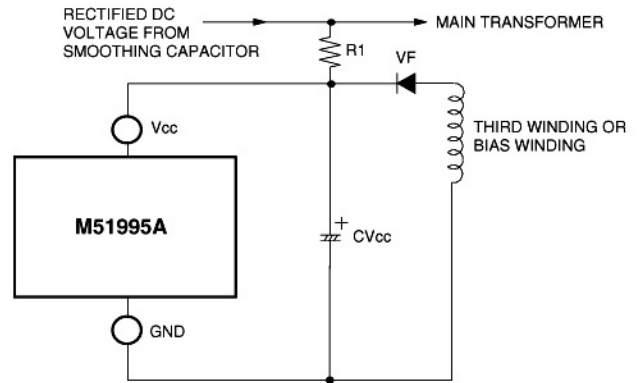 RECTIFIED DC
VOLTAGE FROM
SMOOTHING CAPACITOR
MAIN TRANSFORMER
R1
VF
Vcc
THIRD WINDING OR
BIAS WINDING
M51995A
+
CVcc
GND